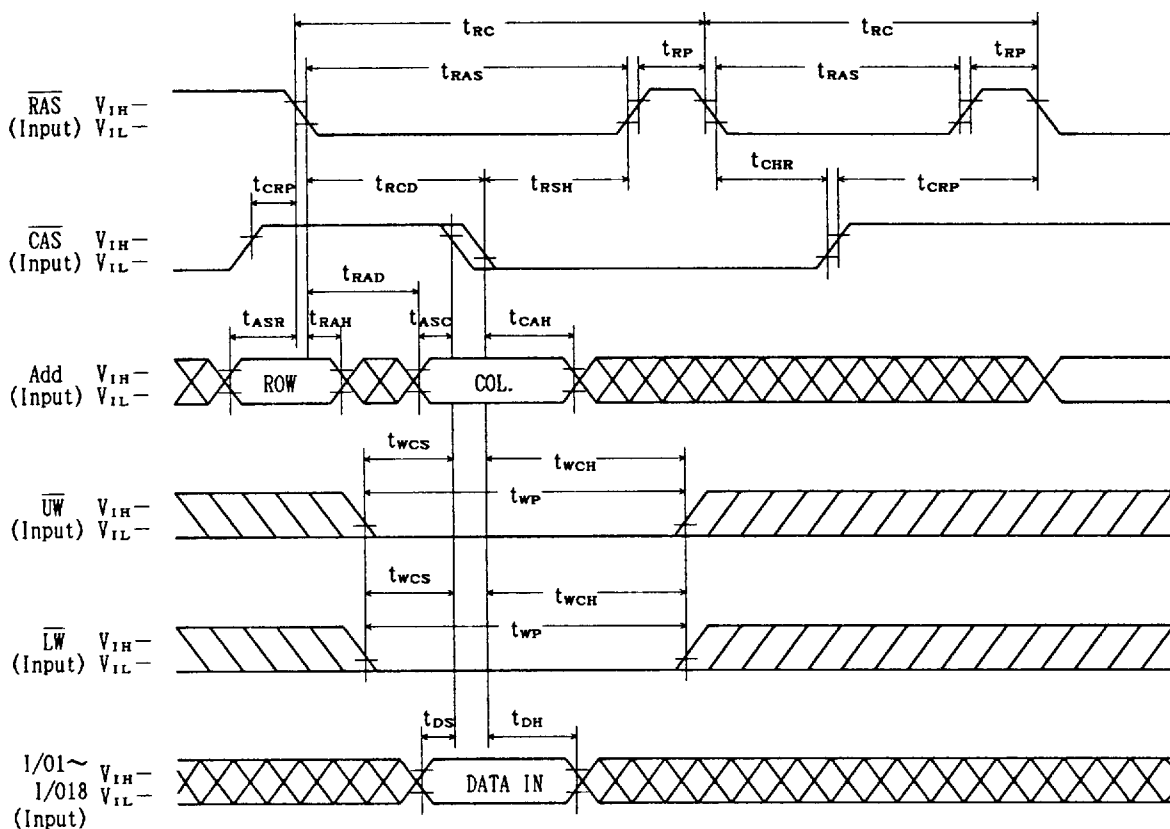 tRC tRC
tRAS tRP tRAS tRP
RAS VIH
(Input) VIL
tCRP tRCD tRSH tCHR tCRP
CAS VIH
(Input) VIL
tRAD
tASR tRAH tASC tCAH
Add VIH
(Input) VIL
ROW COL.
tWCS tWCH
tWP
UW VIH
(Input) VIL
tWCS tWCH
tWP
LW VIH
(Input) VIL
tDS tDH
I/O1~ VIH
I/O18 VIL
(Input)
DATA IN